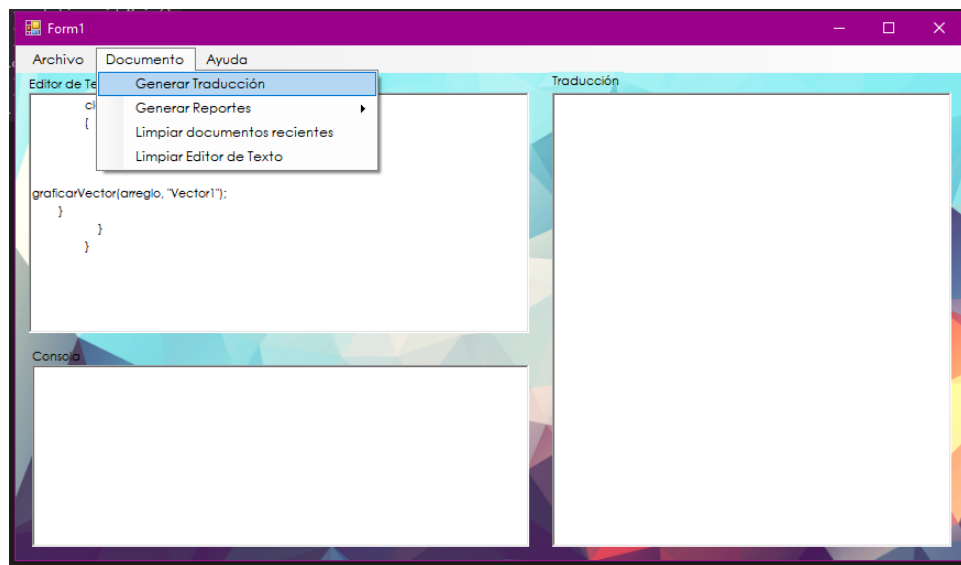 Form1
Archivo Documento Ayuda
Editor de Te
Generar Traducción
Generar Reportes
Limpiar documentos recientes
Limpiar Editor de Texto
cl
{
graficarVector(arreglo, "Vector1");
}
}
}
Consola
Traducción